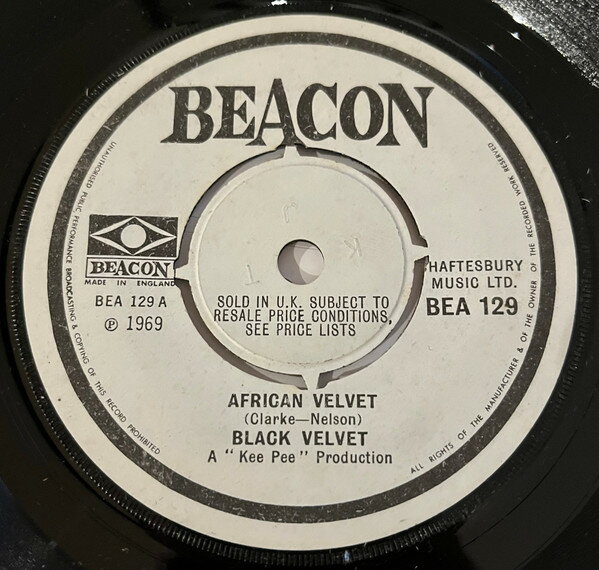 BEACON
BEACON
MADE IN ENGLAND
BEA 129 A
℗ 1969
HAFTESBURY
MUSIC LTD.
BEA 129
K J T
SOLD IN U.K. SUBJECT TO
RESALE PRICE CONDITIONS,
SEE PRICE LISTS
AFRICAN VELVET
(Clarke—Nelson)
BLACK VELVET
A "Kee Pee" Production
UNAUTHORISED PUBLIC PERFORMANCE BROADCASTING & COPYING OF THIS RECORD PROHIBITED
ALL RIGHTS OF THE MANUFACTURER & OF THE OWNER OF THE RECORDED WORK RESERVED